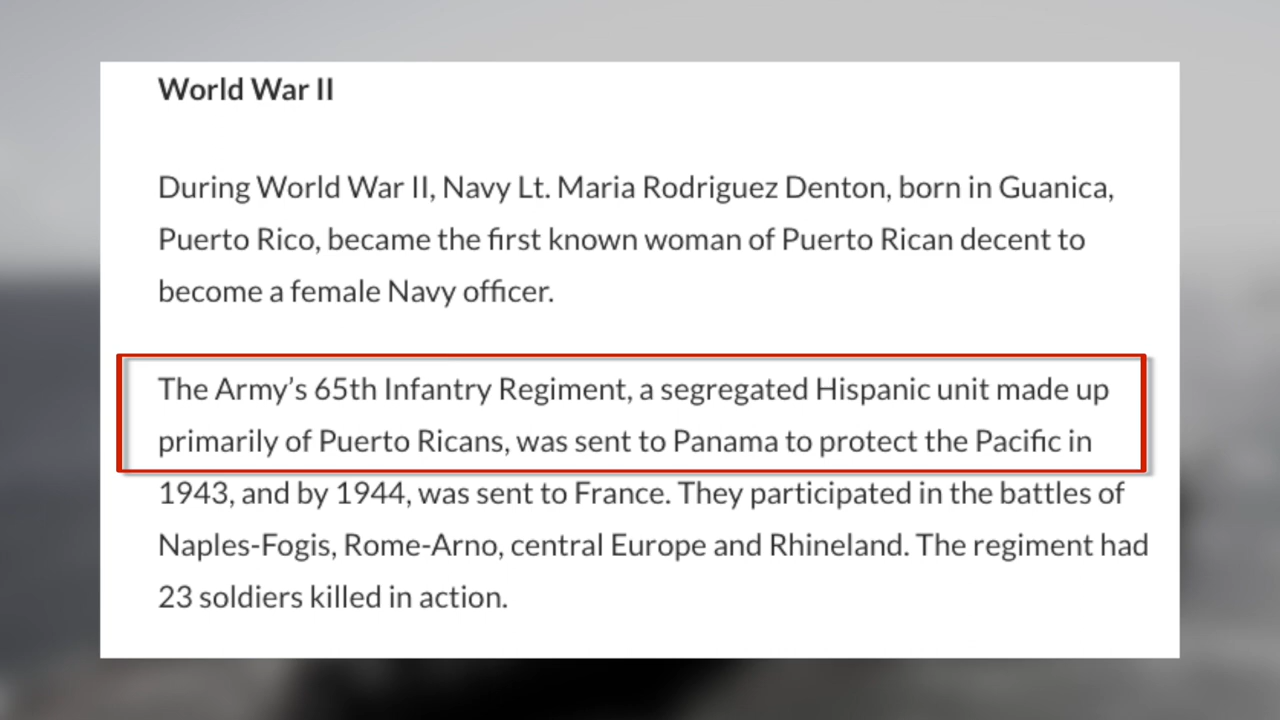 World War II
During World War II, Navy Lt. Maria Rodriguez Denton, born in Guanica,
Puerto Rico, became the first known woman of Puerto Rican decent to
become a female Navy officer.
The Army’s 65th Infantry Regiment, a segregated Hispanic unit made up
primarily of Puerto Ricans, was sent to Panama to protect the Pacific in
1943, and by 1944, was sent to France. They participated in the battles of
Naples-Fogis, Rome-Arno, central Europe and Rhineland. The regiment had
23 soldiers killed in action.